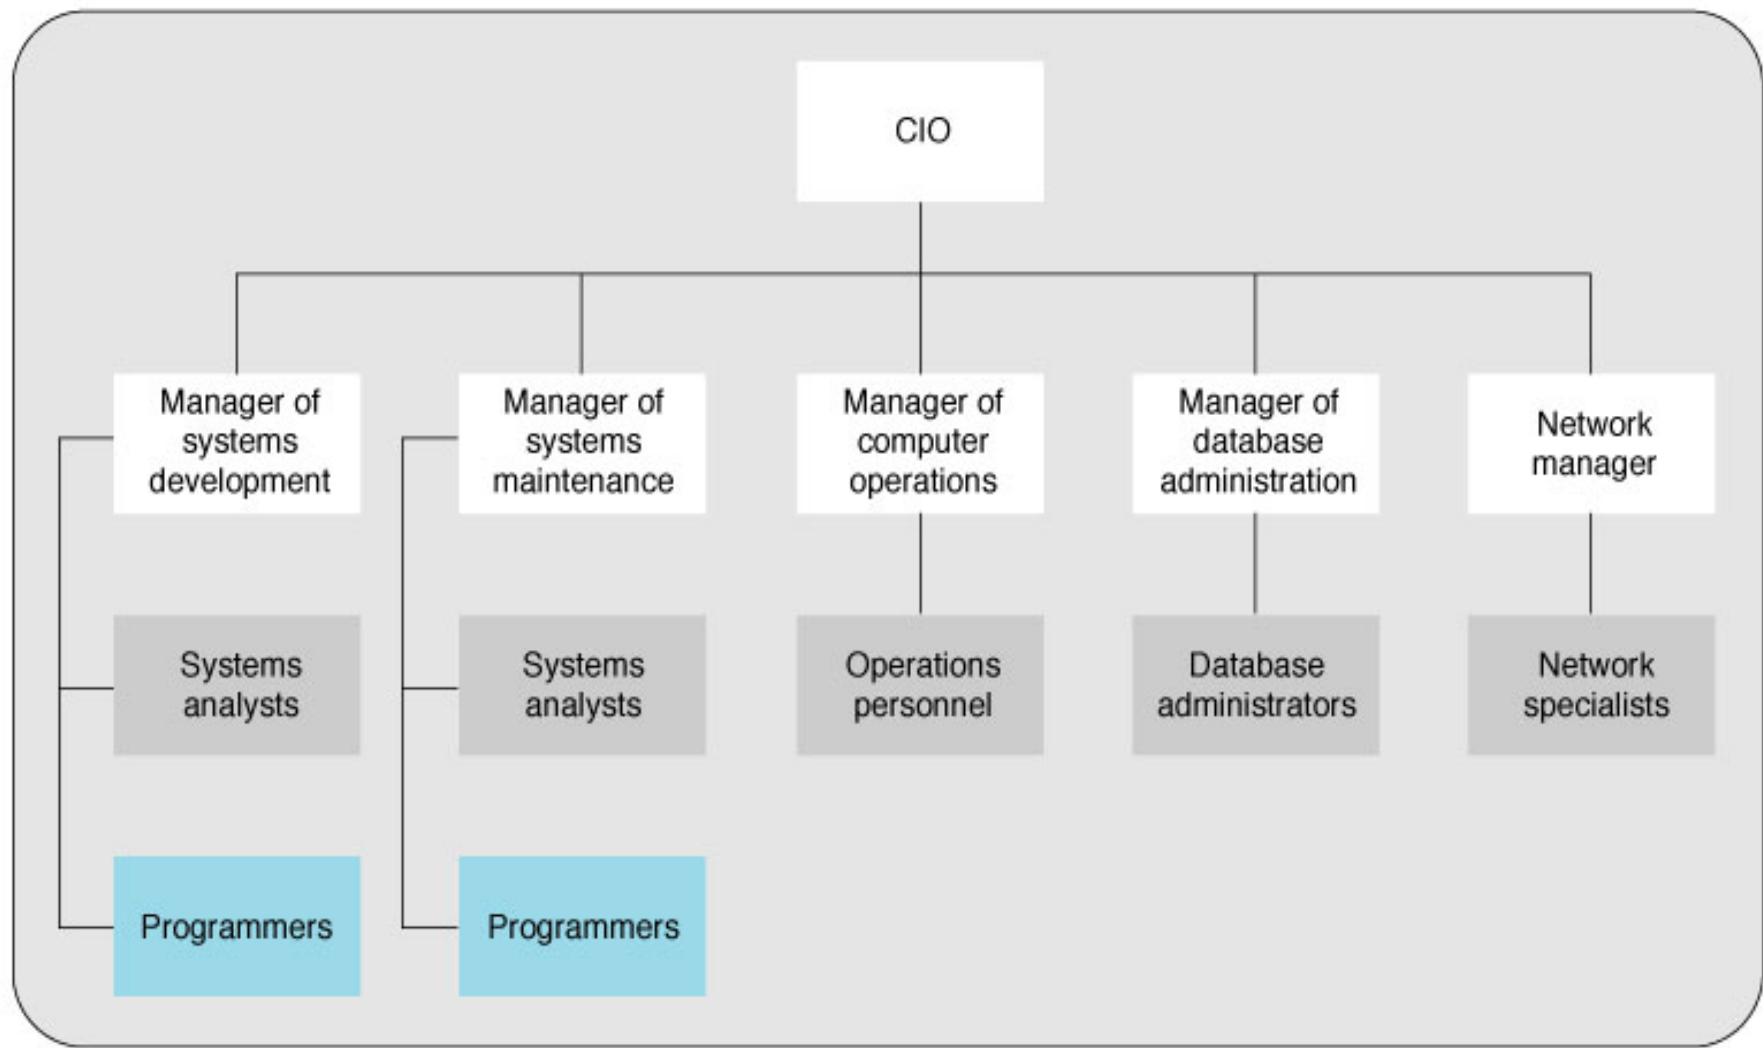 CIO
Manager of
systems
development
Manager of
systems
maintenance
Manager of
computer
operations
Manager of
database
administration
Network
manager
Systems
analysts
Systems
analysts
Operations
personnel
Database
administrators
Network
specialists
Programmers
Programmers